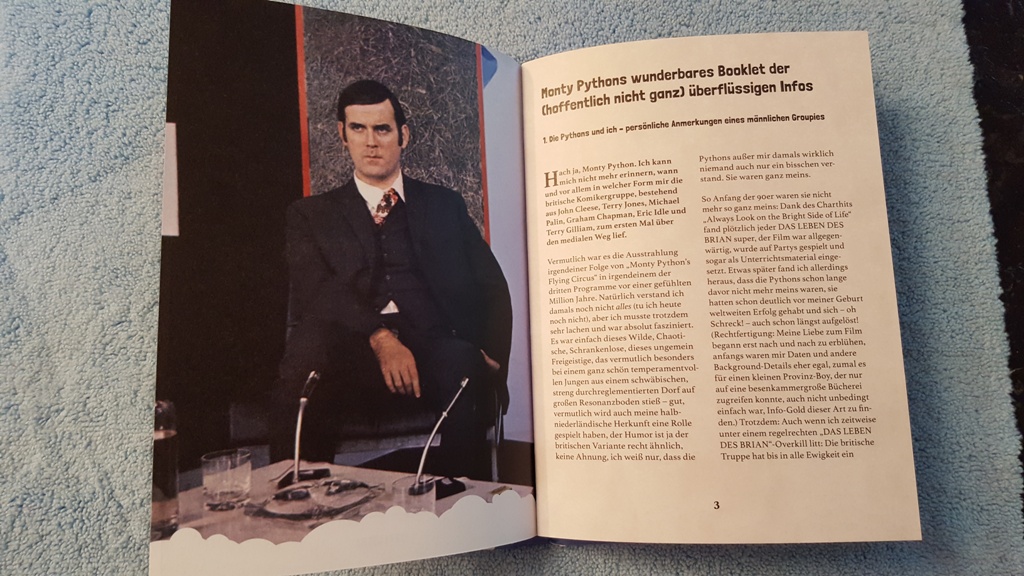 Monty Pythons wunderbares Booklet der
(hoffentlich nicht ganz) überflüssigen Infos
1. Die Pythons und ich – persönliche Anmerkungen eines männlichen Groupies
Hach ja, Monty Python. Ich kann
mich nicht mehr erinnern, wann
und vor allem in welcher Form mir die
britische Komikergruppe, bestehend
aus John Cleese, Terry Jones, Michael
Palin, Graham Chapman, Eric Idle und
Terry Gilliam, zum ersten Mal über
den medialen Weg lief.
Vermutlich war es die Ausstrahlung
irgendeiner Folge von „Monty Python's
Flying Circus" in irgendeinem der
dritten Programme vor einer gefühlten
Million Jahre. Natürlich verstand ich
damals noch nicht alles (tu ich heute
noch nicht), aber ich musste trotzdem
sehr lachen und war absolut fasziniert.
Es war einfach dieses Wilde, Chaoti-
sche, Schrankenlose, dieses ungemein
Freigeistige, das vermutlich besonders
bei einem ganz schön temperamentvol-
len Jungen aus einem schwäbischen,
streng durchreglementierten Dorf auf
großen Resonanzboden stieß – gut,
vermutlich wird auch meine halb-
niederländische Herkunft eine Rolle
gespielt haben, der Humor ist ja der
britischen Variante recht ähnlich,
keine Ahnung, ich weiß nur, dass die
Pythons außer mir damals wirklich
niemand auch nur ein bisschen ver-
stand. Sie waren ganz meins.
So Anfang der 90er waren sie nicht
mehr so ganz meins: Dank des Charthits
„Always Look on the Bright Side of Life"
fand plötzlich jeder DAS LEBEN DES
BRIAN super, der Film war allgegen-
wärtig, wurde auf Partys gespielt und
sogar als Unterrichtsmaterial einge-
setzt. Etwas später fand ich allerdings
heraus, dass die Pythons schon lange
davor nicht mehr meins waren, sie
hatten schon deutlich vor meiner Geburt
weltweiten Erfolg gehabt und sich – oh
Schreck! – auch schon längst aufgelöst!
(Rechtfertigung: Meine Liebe zum Film
begann erst nach und nach zu erblühen,
anfangs waren mir Daten und andere
Background-Details eher egal, zumal es
für einen kleinen Provinz-Boy, der nur
auf eine besenkammergroße Bücherei
zugreifen konnte, auch nicht unbedingt
einfach war, Info-Gold dieser Art zu fin-
den.) Trotzdem: Auch wenn ich zeitweise
unter einem regelrechten „DAS LEBEN
DES BRIAN"-Overkill litt: Die britische
Truppe hat bis in alle Ewigkeit ein
3